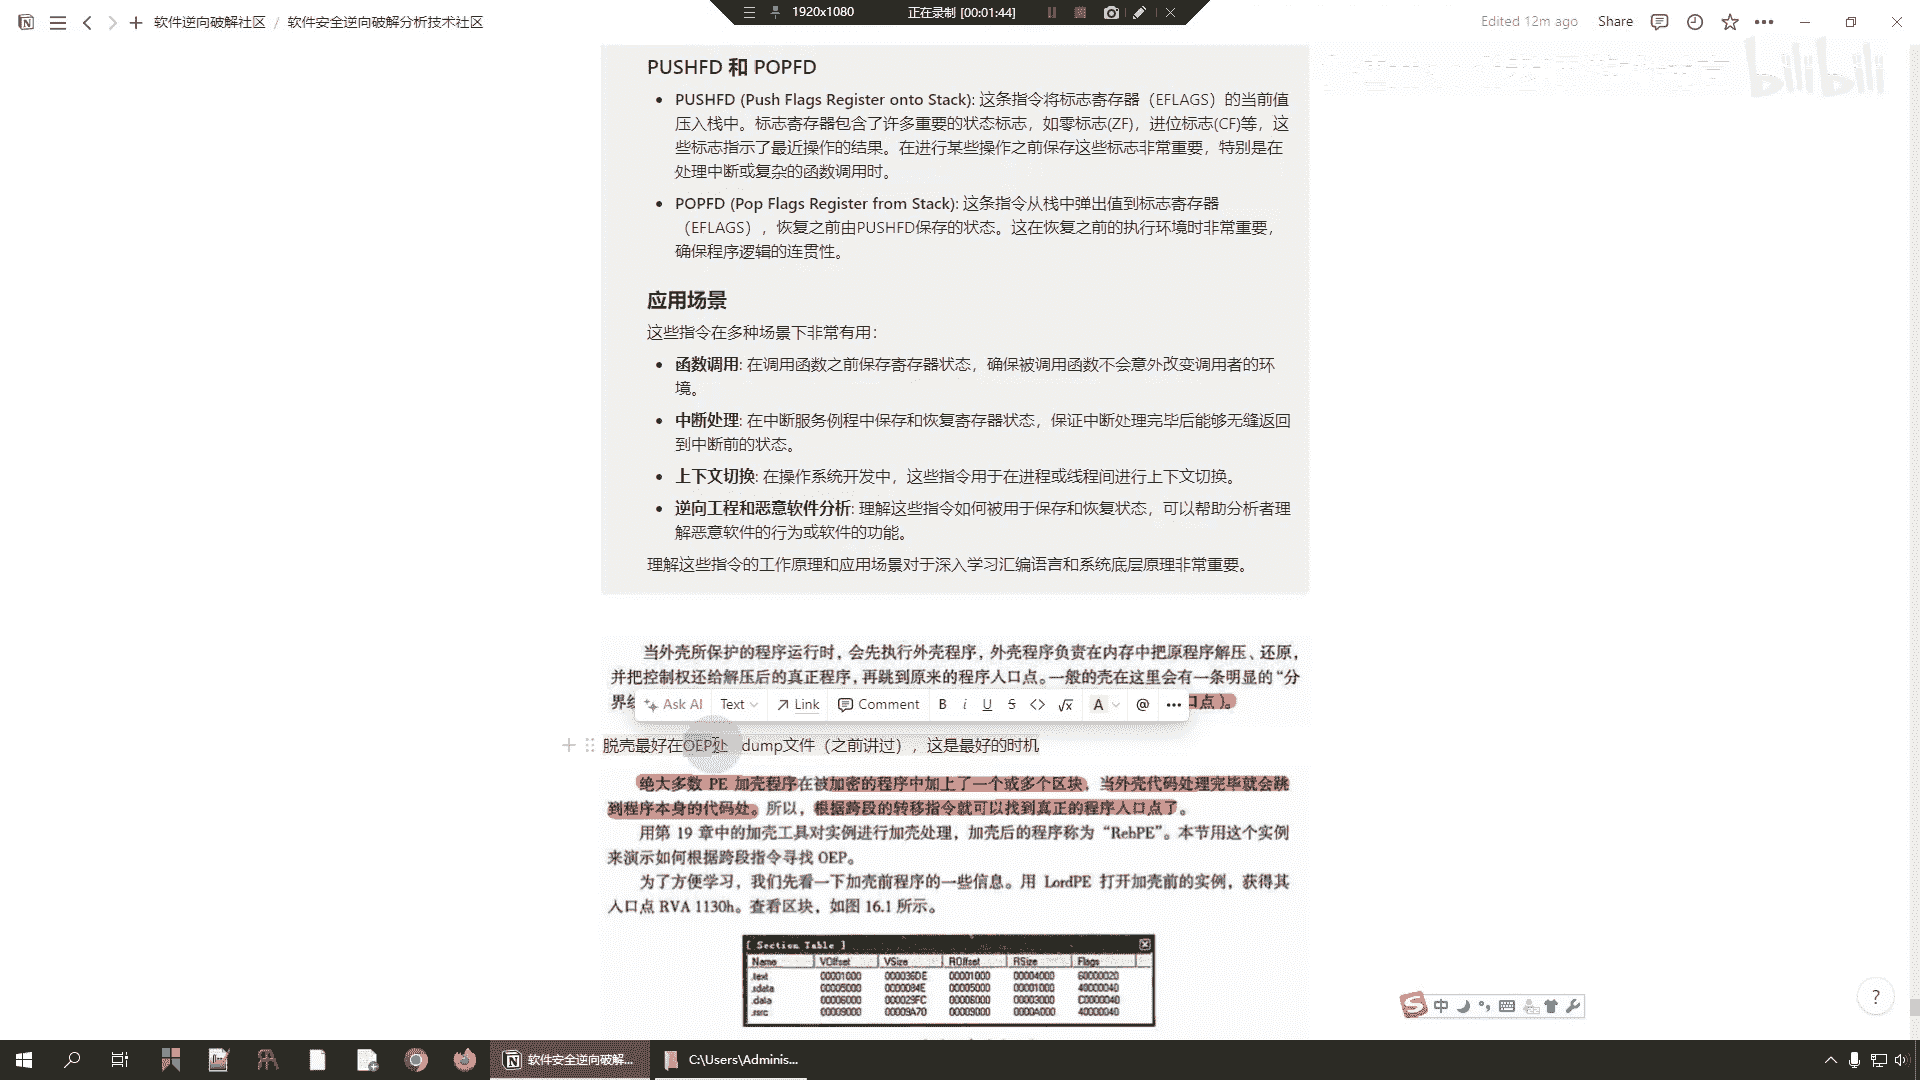 1920x1080
正在录制 [00:01:44]
软件逆向破解社区 / 软件安全逆向破解分析技术社区
Edited 12m ago
Share
bilibili
PUSHFD 和 POPFD
PUSHFD (Push Flags Register onto Stack): 这条指令将标志寄存器（EFLAGS）的当前值
压入栈中。标志寄存器包含了许多重要的状态标志，如零标志(ZF)，进位标志(CF)等，这
些标志指示了最近操作的结果。在进行某些操作之前保存这些标志非常重要，特别是在
处理中断或复杂的函数调用时。
POPFD (Pop Flags Register from Stack): 这条指令从栈中弹出值到标志寄存器
（EFLAGS），恢复之前由PUSHFD保存的状态。这在恢复之前的执行环境时非常重要，
确保程序逻辑的连贯性。
应用场景
这些指令在多种场景下非常有用：
函数调用: 在调用函数之前保存寄存器状态，确保被调用函数不会意外改变调用者的环
境。
中断处理: 在中断服务例程中保存和恢复寄存器状态，保证中断处理完毕后能够无缝返回
到中断前的状态。
上下文切换: 在操作系统开发中，这些指令用于在进程或线程间进行上下文切换。
逆向工程和恶意软件分析: 理解这些指令如何被用于保存和恢复状态，可以帮助分析者理
解恶意软件的行为或软件的功能。
理解这些指令的工作原理和应用场景对于深入学习汇编语言和系统底层原理非常重要。
当外壳所保护的程序运行时，会先执行外壳程序，外壳程序负责在内存中把原程序解压、还原，
并把控制权还给解压后的真正程序，再跳到原来的程序入口点。一般的壳在这里会有一条明显的“分
界 口点）。
Ask AI Text Link Comment B i U S <> √x A @ •••
脱壳最好在OEP处 dump文件（之前讲过），这是最好的时机
绝大多数 PE 加壳程序在被加密的程序中加上了一个或多个区块，当外壳代码处理完毕就会跳
到程序本身的代码处。所以，根据跨段的转移指令就可以找到真正的程序入口点了。
用第 19 章中的加壳工具对实例进行加壳处理，加壳后的程序称为“RebPE”。本节用这个实例
来演示如何根据跨段指令寻找 OEP。
为了方便学习，我们先看一下加壳前程序的一些信息。用 LordPE 打开加壳前的实例，获得其
入口点 RVA 1130h。查看区块，如图 16.1 所示。
[ Section Table ]
Name VOffset VSize ROffset RSize Flags
.text 00001000 000036DE 00001000 00004000 60000020
.rdata 00005000 0000084E 00005000 00001000 40000040
.data 00006000 000029FC 00006000 00003000 C0000040
.rsrc 00009000 00009A70 00009000 0000A000 40000040
中
?
软件安全逆向破解...
C:\Users\Adminis...